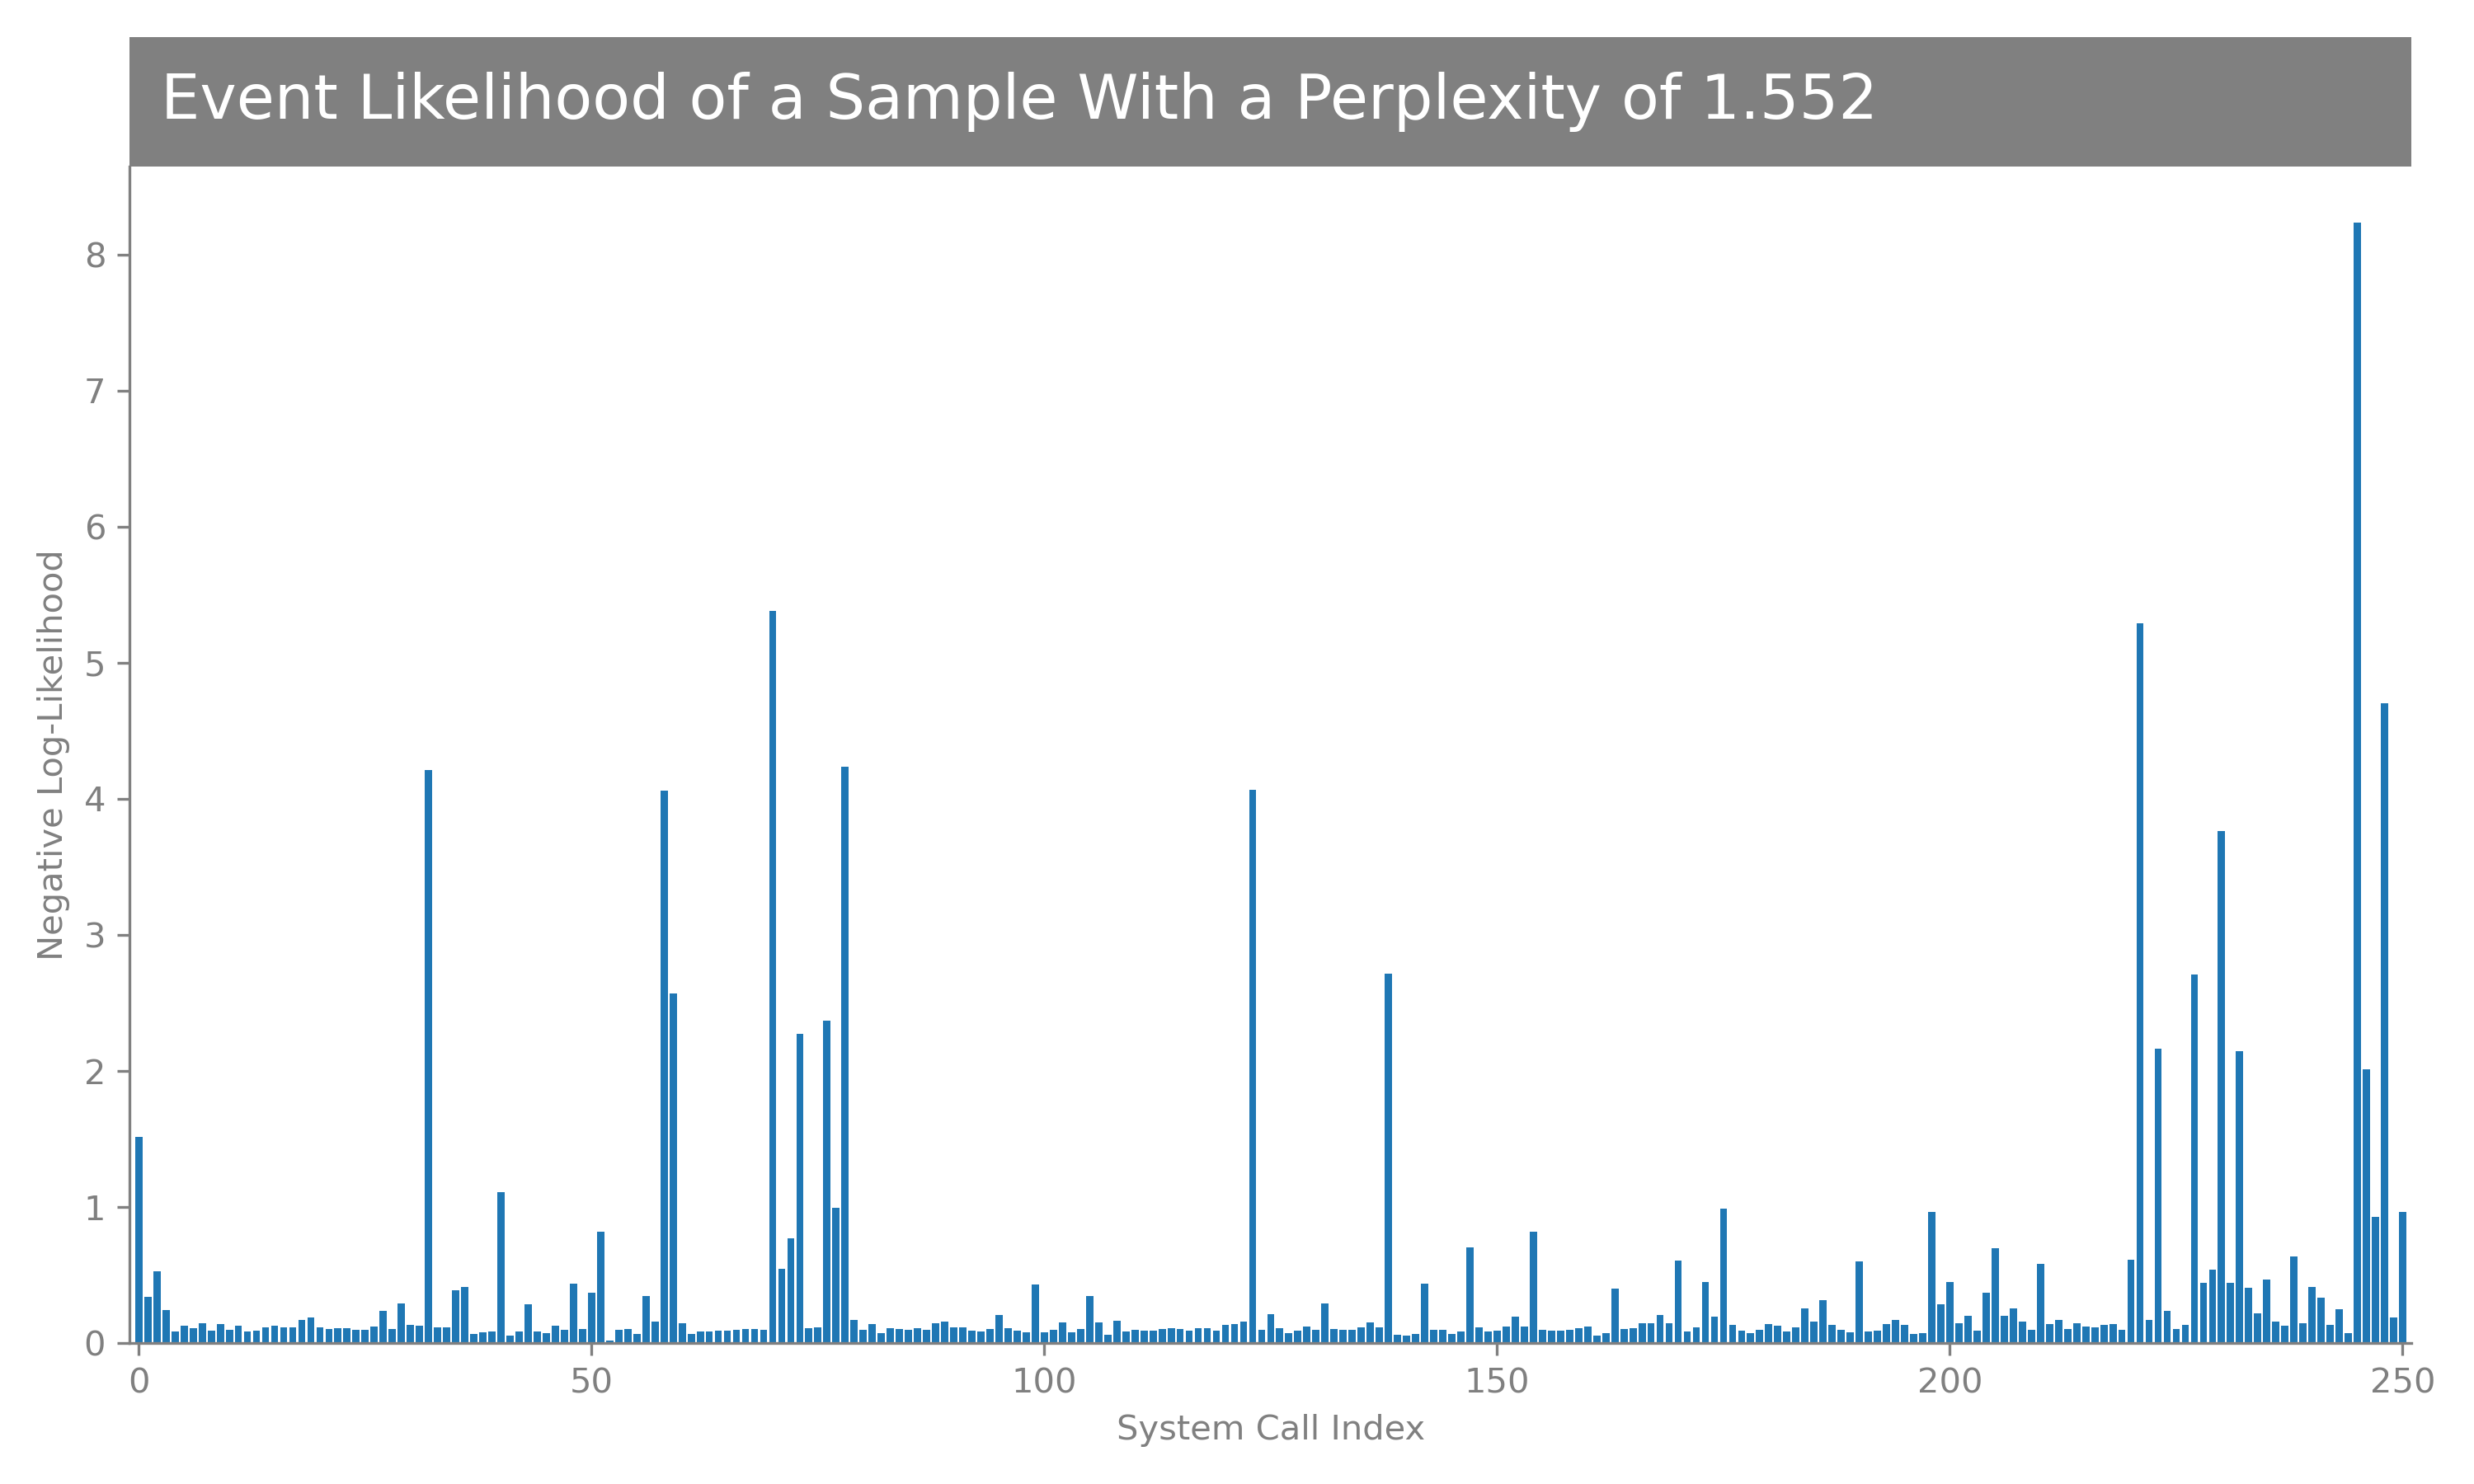 Event Likelihood of a Sample With a Perplexity of 1.552
8
7
6
5
4
3
2
1
0
Negative Log-Likelihood
0 50 100 150 200 250
System Call Index